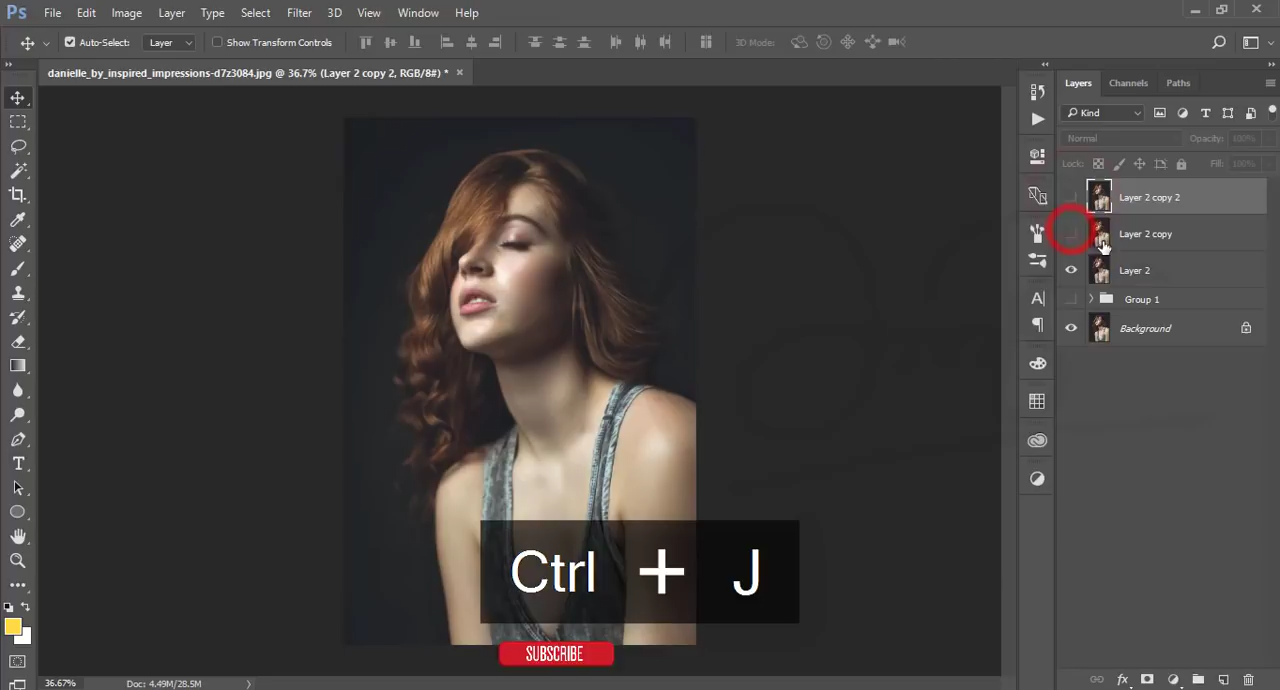 Ps File Edit Image Layer Type Select Filter 3D View Window Help
Auto-Select: Layer Show Transform Controls 3D Mode:
danielle_by_inspired_impressions-d7z3084.jpg @ 36.7% (Layer 2 copy 2, RGB/8#) * ×
Layers Channels Paths
Kind
Normal Opacity: 100%
Lock: Fill: 100%
Layer 2 copy 2
Layer 2 copy
Layer 2
Group 1
Background
Ctrl + J
SUBSCRIBE
36.67% Doc: 4.49M/28.5M